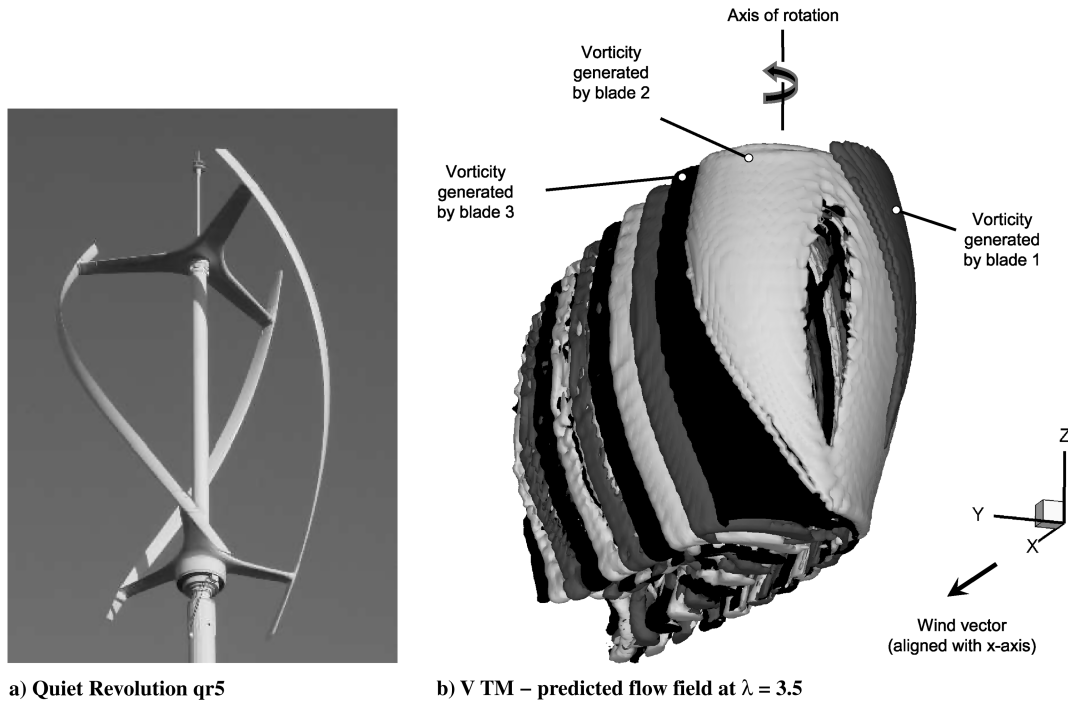 Axis of rotation
Vorticity
generated
by blade 2
Vorticity
generated
by blade 3
Vorticity
generated
by blade 1
Z
Y
X
Wind vector
(aligned with x-axis)
a) Quiet Revolution qr5
b) V TM – predicted flow field at λ = 3.5